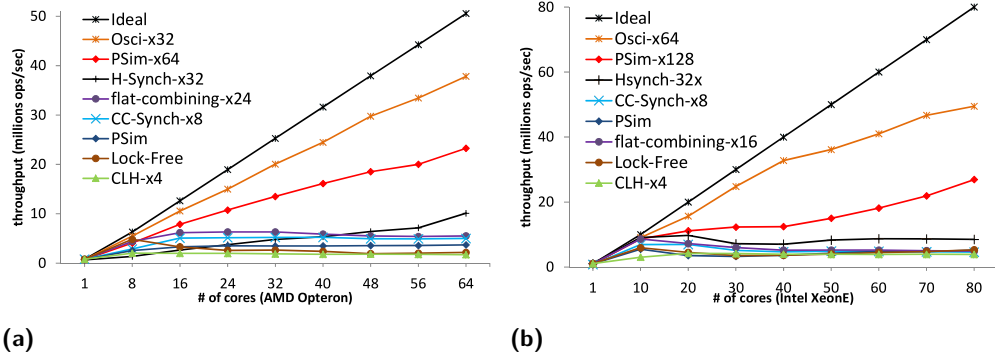 throughput (millions ops/sec)
50
40
30
20
10
0
Ideal
Osci-x32
PSim-x64
H-Synch-x32
flat-combining-x24
CC-Synch-x8
PSim
Lock-Free
CLH-x4
1 8 16 24 32 40 48 56 64
# of cores (AMD Opteron)
(a)
throughput (millions ops/sec)
80
60
40
20
0
Ideal
Osci-x64
PSim-x128
Hsynch-32x
CC-Synch-x8
PSim
flat-combining-x16
Lock-Free
CLH-x4
1 10 20 30 40 50 60 70 80
# of cores (Intel XeonE)
(b)